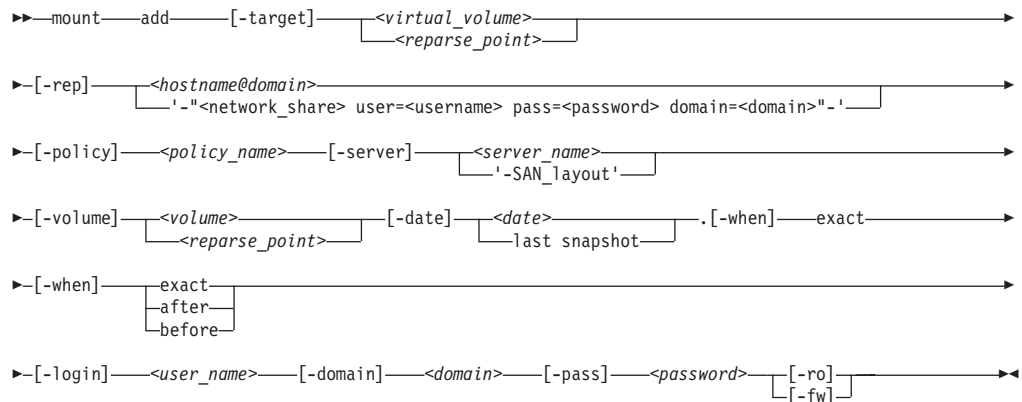 mount add [-target] <virtual_volume>
<reparse_point>
[-rep] <hostname@domain>
'-"<network_share> user=<username> pass=<password> domain=<domain>"-'
[-policy] <policy_name> [-server] <server_name>
'-SAN_layout'
[-volume] <volume> [-date] <date> .[-when] exact
<reparse_point> last snapshot
[-when] exact
after
before
[-login] <user_name> [-domain] <domain> [-pass] <password> [-ro]
[-fw]